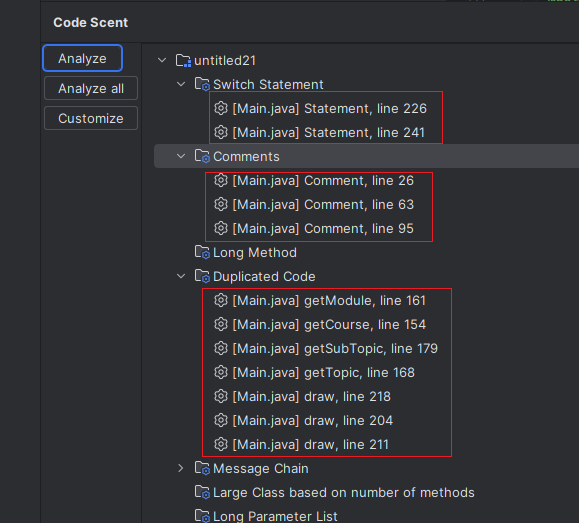 Code Scent
Analyze
Analyze all
Customize
untitled21
Switch Statement
[Main.java] Statement, line 226
[Main.java] Statement, line 241
Comments
[Main.java] Comment, line 26
[Main.java] Comment, line 63
[Main.java] Comment, line 95
Long Method
Duplicated Code
[Main.java] getModule, line 161
[Main.java] getCourse, line 154
[Main.java] getSubTopic, line 179
[Main.java] getTopic, line 168
[Main.java] draw, line 218
[Main.java] draw, line 204
[Main.java] draw, line 211
Message Chain
Large Class based on number of methods
Long Parameter List